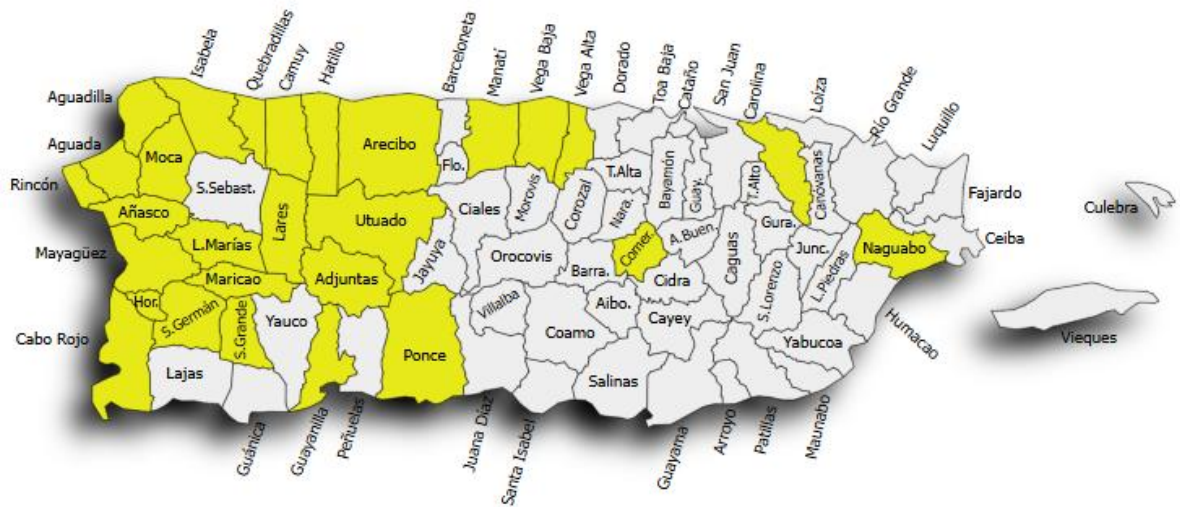 Isabela
Quebradillas
Camuy
Hatillo
Barceloneta
Manatí
Vega Baja
Vega Alta
Dorado
Toa Baja
Cataño
San Juan
Carolina
Loíza
Río Grande
Luquillo
Aguadilla
Aguada
Rincón
Moca
S.Sebast.
Arecibo
Flo.
Añasco
Lares
Utuado
Ciales
Morovis
Corozal
T.Alta
Nara.
Bayamón
Guay.
T.Alto
Canóvanas
Fajardo
Culebra
Mayagüez
L.Marías
Maricao
Adjuntas
Jayuya
Orocovis
Barra.
Comer.
A.Buen.
Cidra
Caguas
Gura.
Junc.
L.Piedras
S.Lorenzo
Naguabo
Ceiba
Hor.
S.Germán
S.Grande
Yauco
Cabo Rojo
Lajas
Ponce
Villalba
Coamo
Aibo.
Cayey
Salinas
Yabucoa
Humacao
Vieques
Guánica
Guayanilla
Peñuelas
Juana Díaz
Santa Isabel
Guayama
Arroyo
Patillas
Maunabo